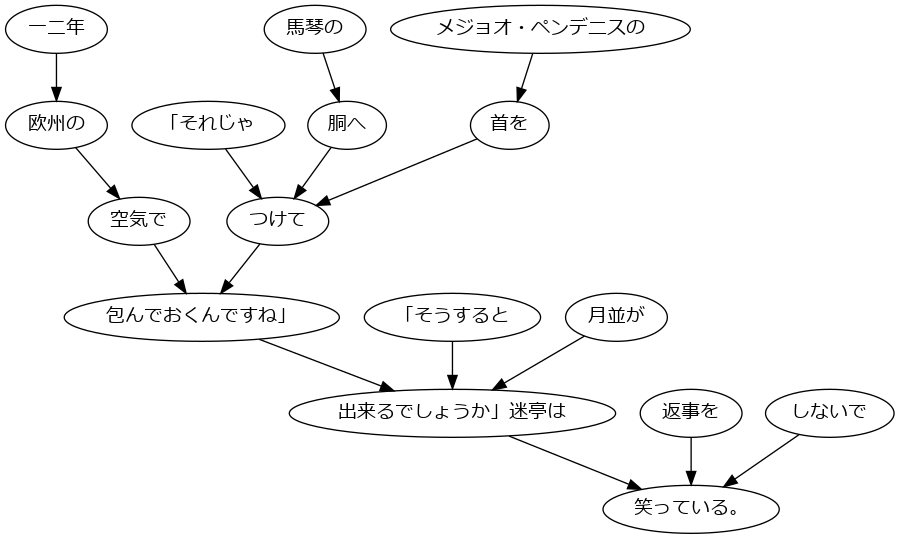 一二年
馬琴の
メジョオ・ペンデニスの
欧州の
「それじゃ
胴へ
首を
空気で
つけて
包んでおくんですね」
「そうすると
月並が
出来るでしょうか」迷亭は
返事を
しないで
笑っている。